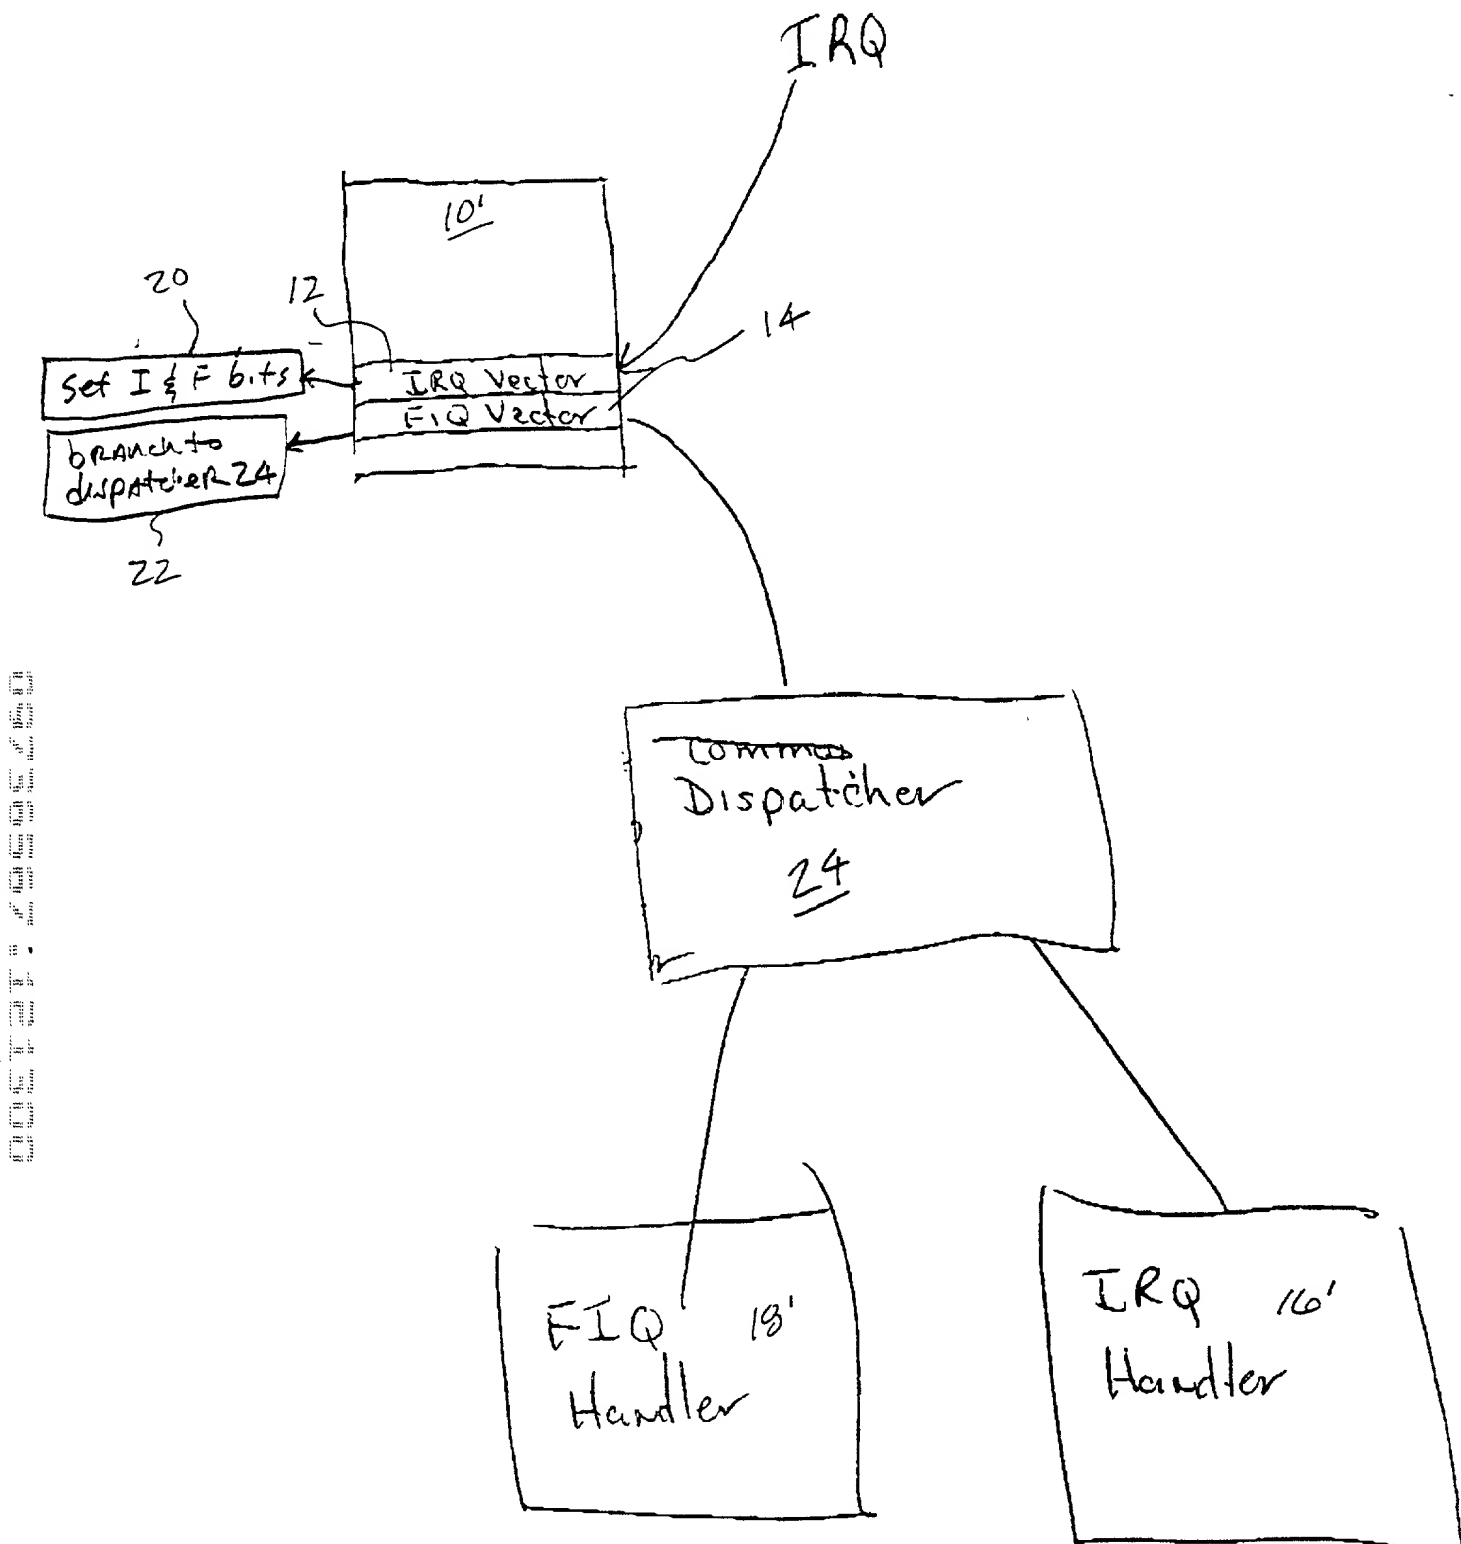 IRQ
10'
20
12
14
Set I & F bits
IRQ Vector
FIQ Vector
branch to
dispatcher 24
22
Dispatcher
24
FIQ 18'
Handler
IRQ 16'
Handler